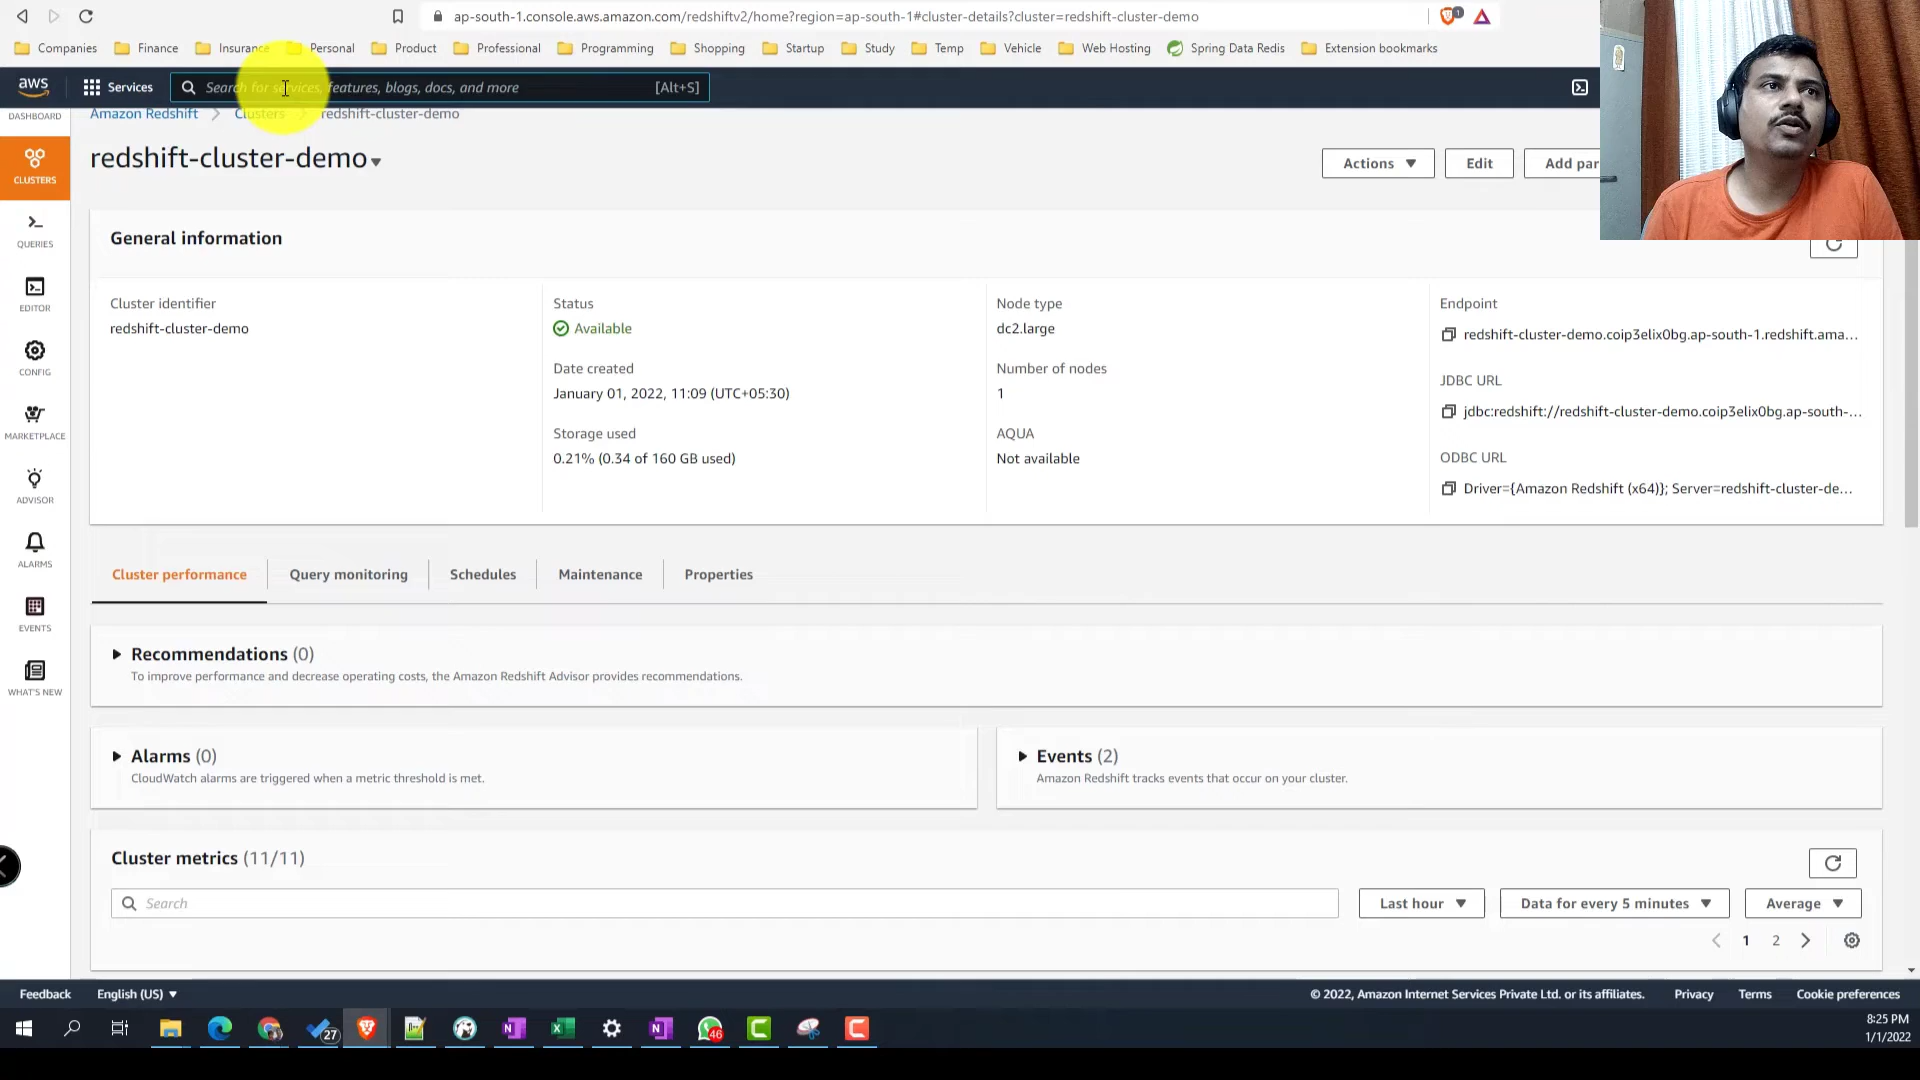 ap-south-1.console.aws.amazon.com/redshiftv2/home?region=ap-south-1#cluster-details?cluster=redshift-cluster-demo
1
Companies
Finance
Insurance
Personal
Product
Professional
Programming
Shopping
Startup
Study
Temp
Vehicle
Web Hosting
Spring Data Redis
Extension bookmarks
aws
Services
Search for services, features, blogs, docs, and more
[Alt+S]
DASHBOARD
CLUSTERS
QUERIES
EDITOR
CONFIG
MARKETPLACE
ADVISOR
ALARMS
EVENTS
WHAT'S NEW
Amazon Redshift
Clusters
redshift-cluster-demo
redshift-cluster-demo
Actions
Edit
Add par
General information
Cluster identifier
redshift-cluster-demo
Status
Available
Date created
January 01, 2022, 11:09 (UTC+05:30)
Storage used
0.21% (0.34 of 160 GB used)
Node type
dc2.large
Number of nodes
1
AQUA
Not available
Endpoint
redshift-cluster-demo.coip3elix0bg.ap-south-1.redshift.ama...
JDBC URL
jdbc:redshift://redshift-cluster-demo.coip3elix0bg.ap-south-...
ODBC URL
Driver={Amazon Redshift (x64)}; Server=redshift-cluster-de...
Cluster performance
Query monitoring
Schedules
Maintenance
Properties
Recommendations (0)
To improve performance and decrease operating costs, the Amazon Redshift Advisor provides recommendations.
Alarms (0)
CloudWatch alarms are triggered when a metric threshold is met.
Events (2)
Amazon Redshift tracks events that occur on your cluster.
Cluster metrics (11/11)
Search
Last hour
Data for every 5 minutes
Average
1
2
Feedback
English (US)
© 2022, Amazon Internet Services Private Ltd. or its affiliates.
Privacy
Terms
Cookie preferences
27
46
8:25 PM
1/1/2022